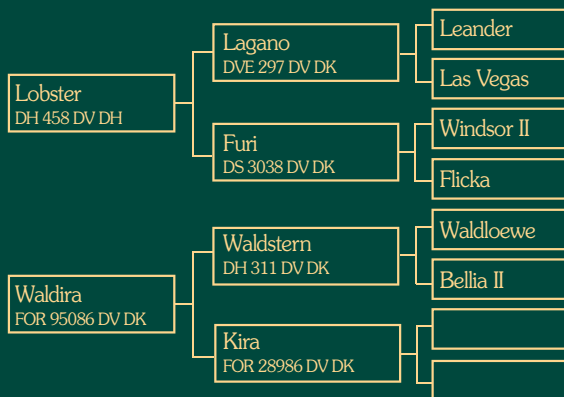 Leander
Lagano
DVE 297 DV DK
Las Vegas
Lobster
DH 458 DV DH
Windsor II
Furi
DS 3038 DV DK
Flicka
Waldloewe
Waldstern
DH 311 DV DK
Bellia II
Waldira
FOR 95086 DV DK
Kira
FOR 28986 DV DK